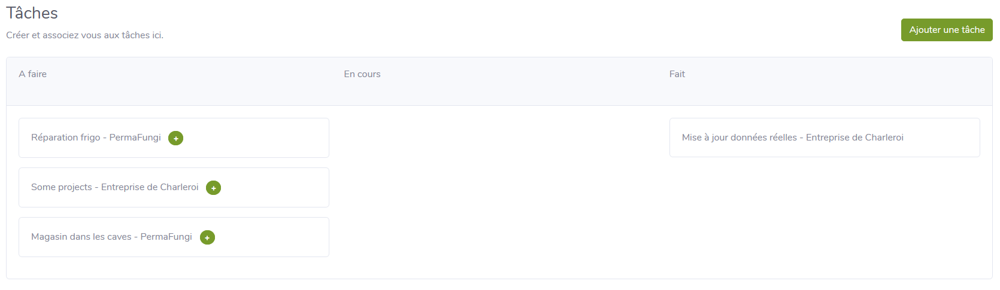 Tâches
Créer et associez vous aux tâches ici.
Ajouter une tâche
A faire
En cours
Fait
Réparation frigo - PermaFungi +
Some projects - Entreprise de Charleroi +
Magasin dans les caves - PermaFungi +
Mise à jour données réelles - Entreprise de Charleroi